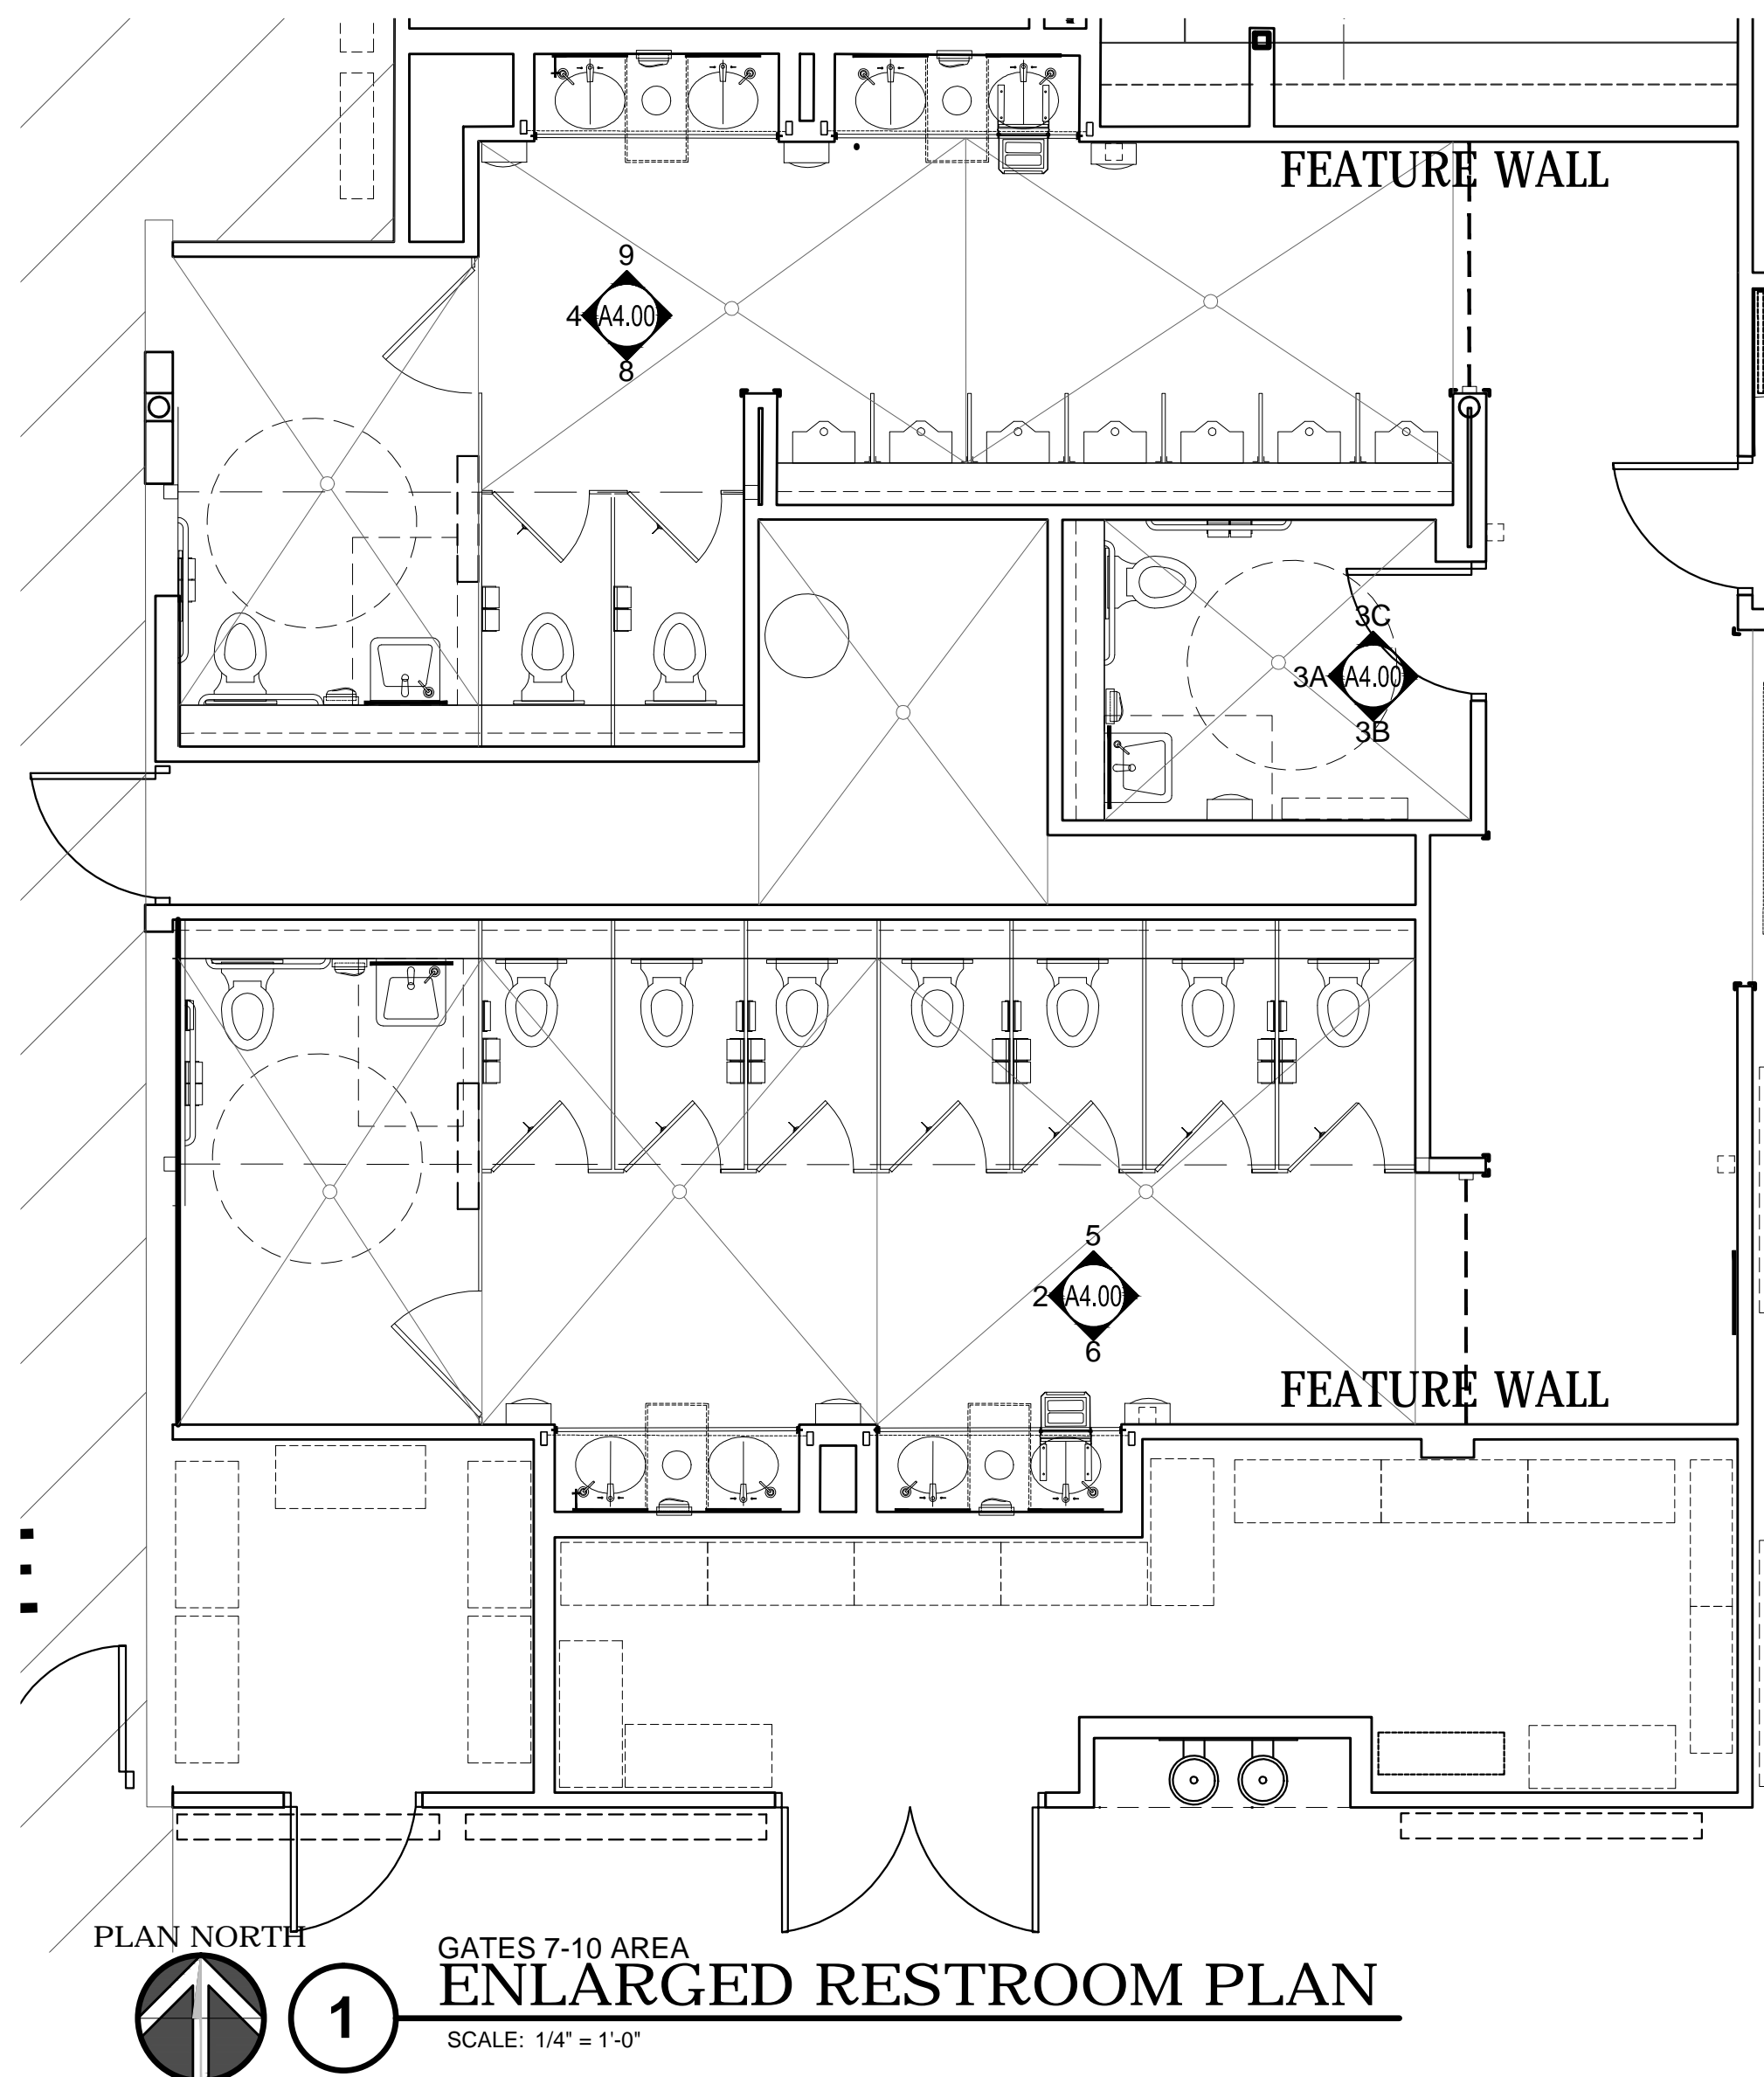 FEATURE WALL
9
4 A4.00
8
3C
3A A4.00
3B
5
2 A4.00
6
FEATURE WALL
PLAN NORTH
GATES 7-10 AREA
1 ENLARGED RESTROOM PLAN
SCALE: 1/4" = 1'-0"